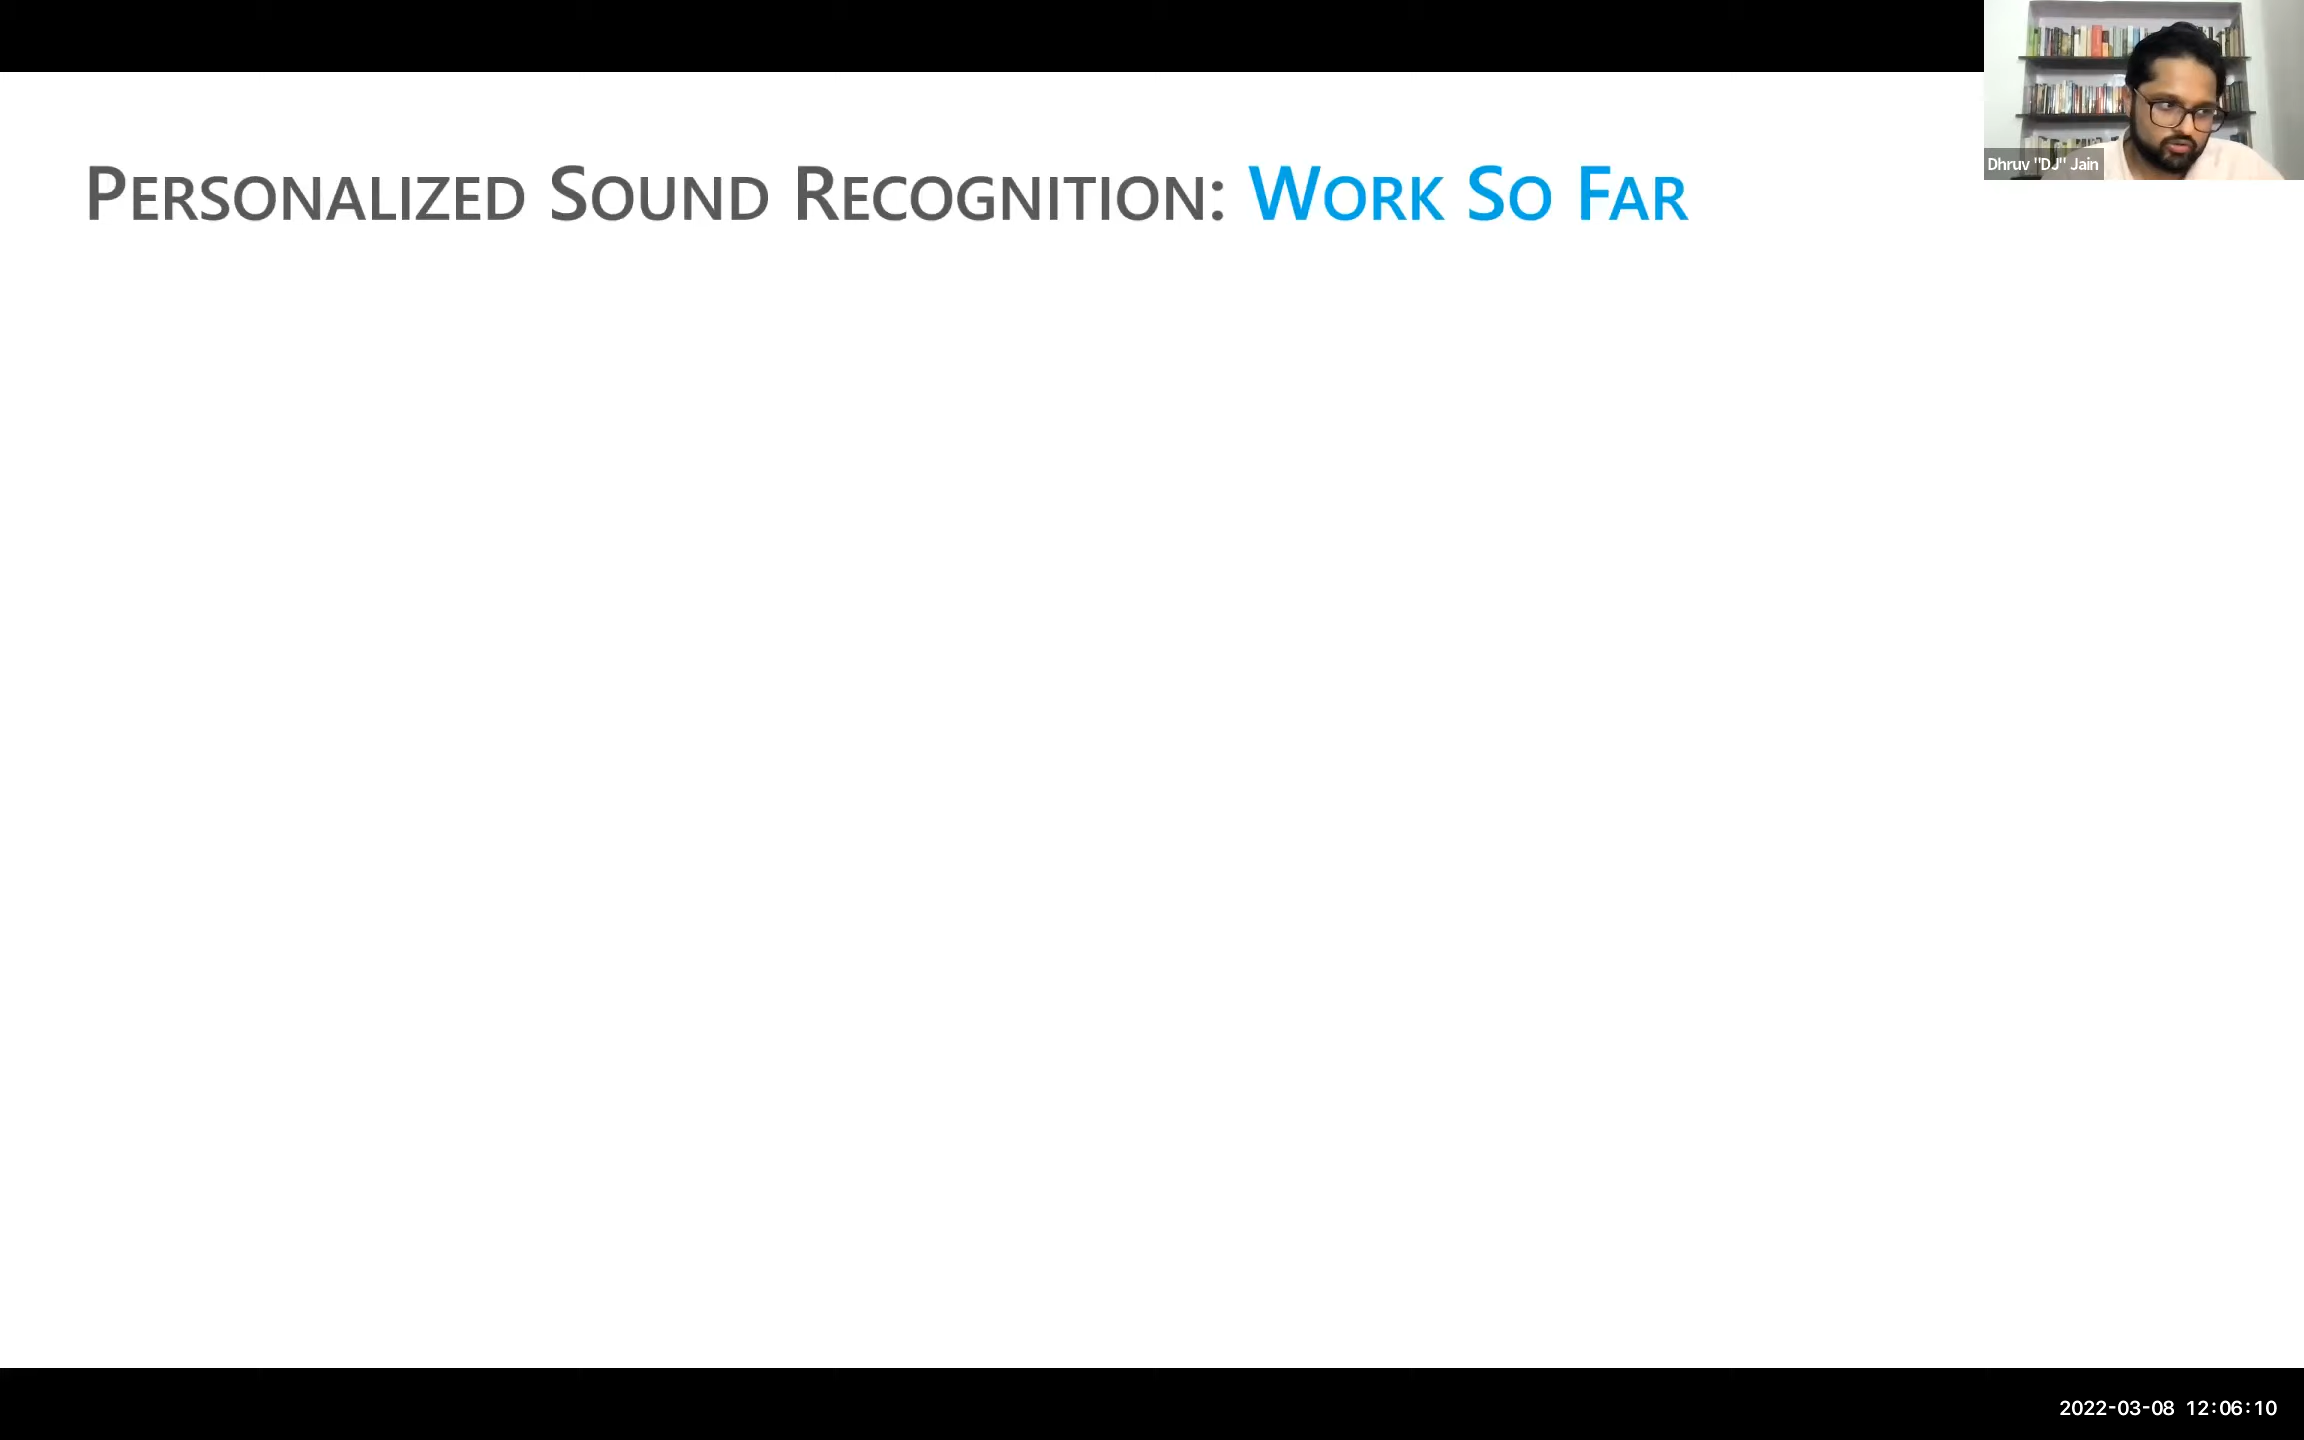 Personalized Sound Recognition: Work So Far
Dhruv "DJ" Jain
2022-03-08 12:06:10